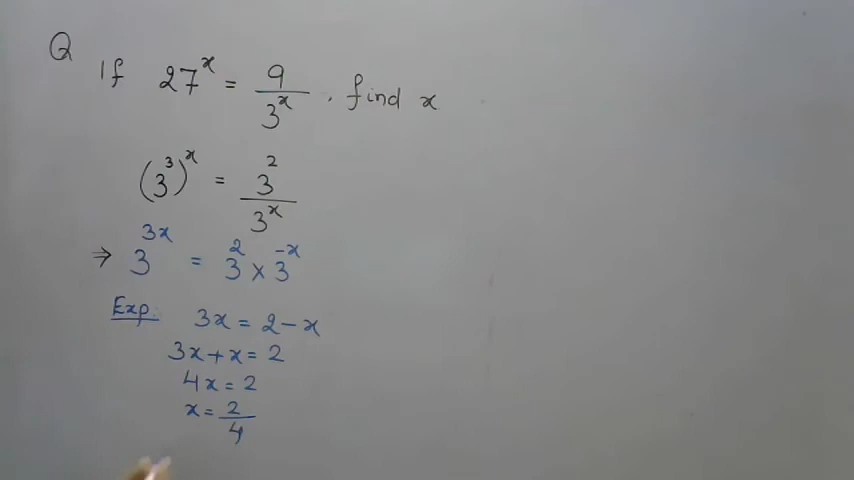 Q If 27^x = 9/3^x , find x
(3^3)^x = 3^2/3^x
⇒ 3^3x = 3^2 × 3^-x
Exp. 3x = 2 - x
3x + x = 2
4x = 2
x = 2/4